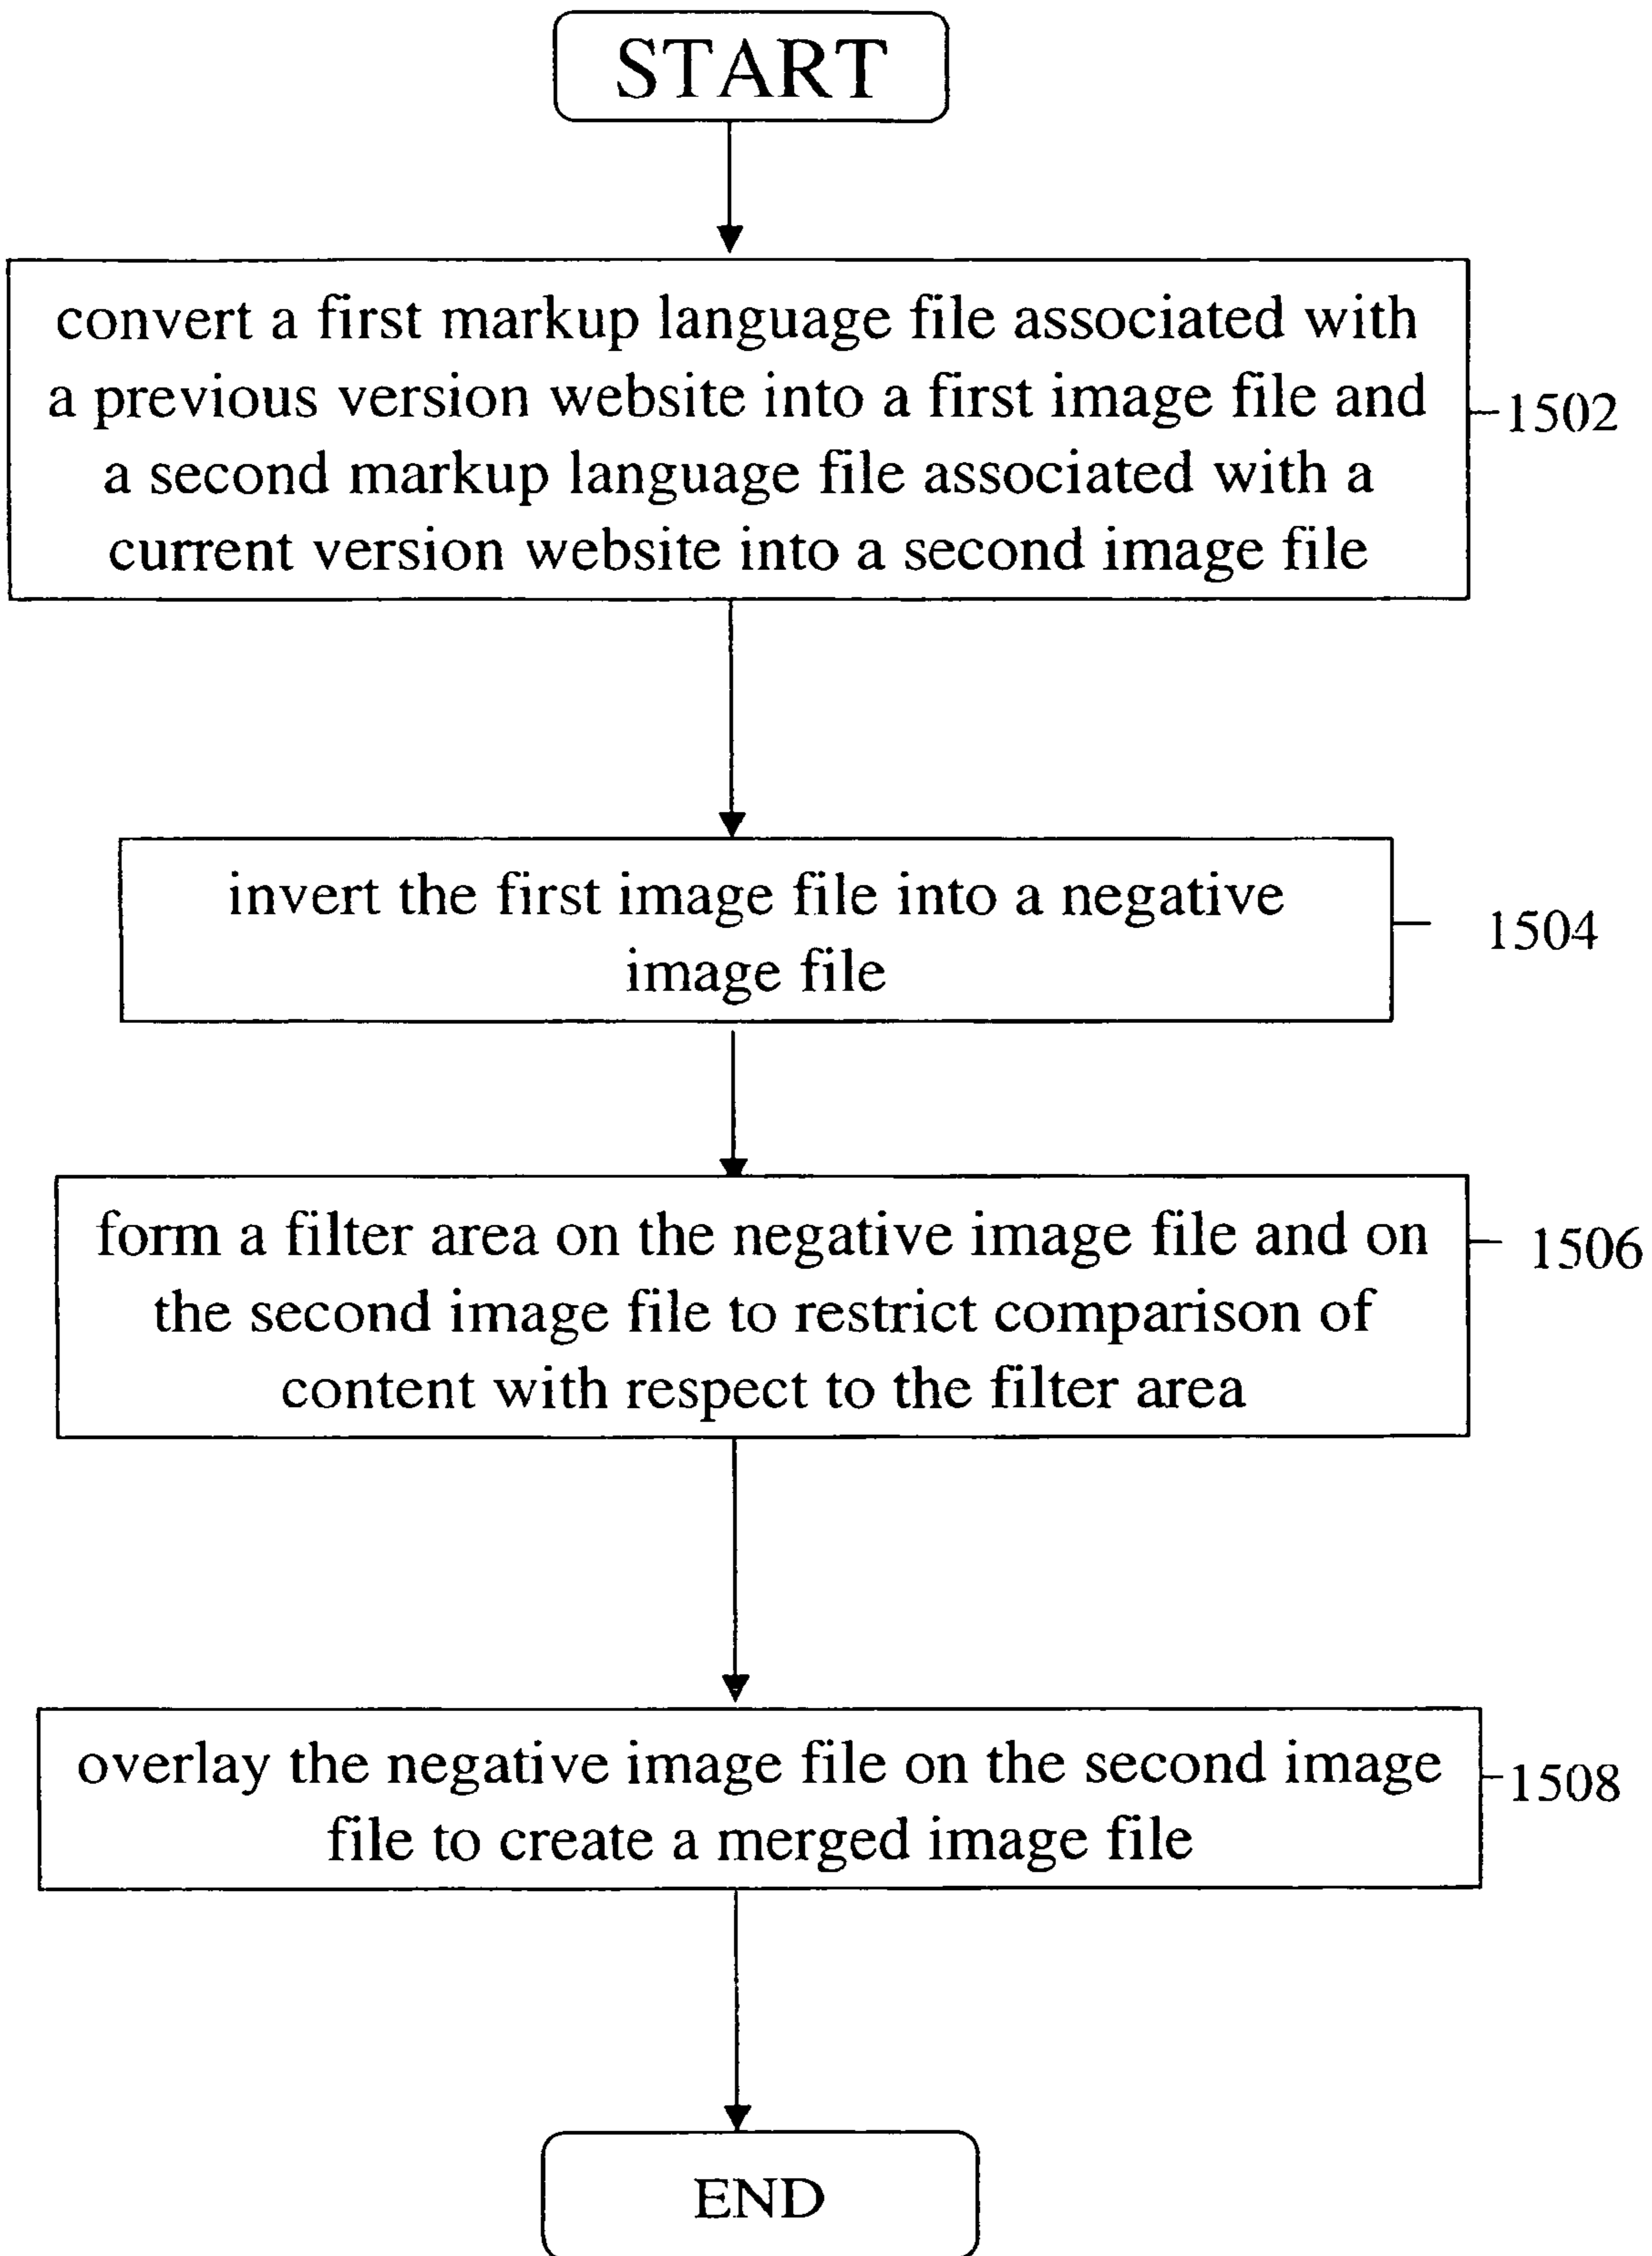 START
convert a first markup language file associated with
a previous version website into a first image file and
a second markup language file associated with a
current version website into a second image file
1502
invert the first image file into a negative
image file
1504
form a filter area on the negative image file and on
the second image file to restrict comparison of
content with respect to the filter area
1506
overlay the negative image file on the second image
file to create a merged image file
1508
END